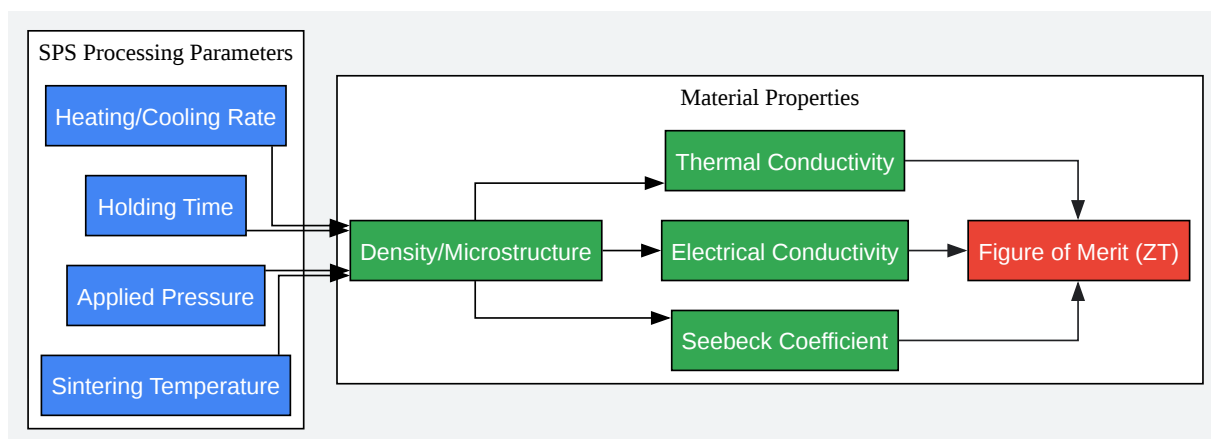 SPS Processing Parameters
Heating/Cooling Rate
Holding Time
Applied Pressure
Sintering Temperature
Material Properties
Density/Microstructure
Thermal Conductivity
Electrical Conductivity
Seebeck Coefficient
Figure of Merit (ZT)